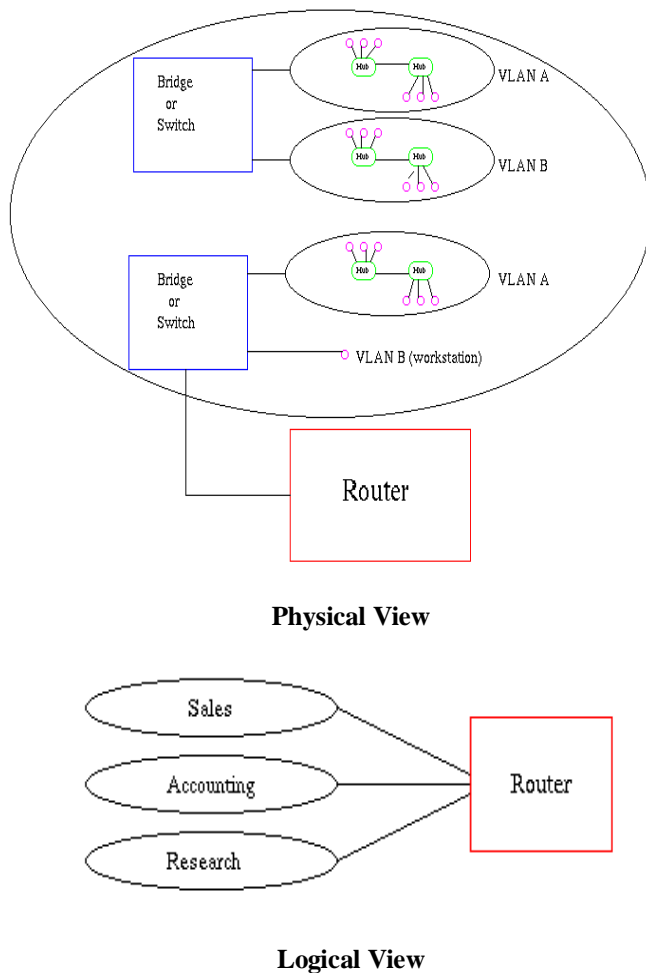 Hub
Hub
VLAN A
Bridge
or
Switch
Hub
Hub
VLAN B
Hub
Hub
VLAN A
Bridge
or
Switch
VLAN B (workstation)
Router
Physical View
Sales
Accounting
Router
Research
Logical View